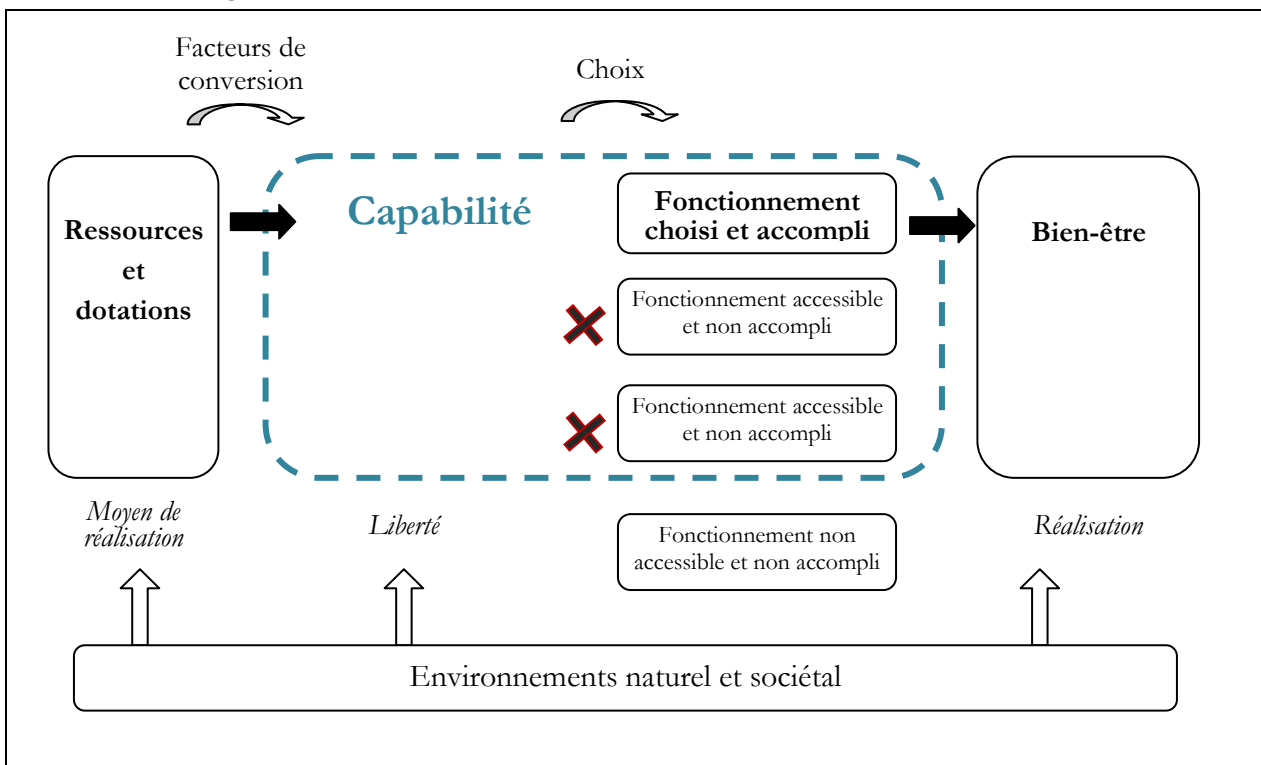 Facteurs de
conversion
Choix
Ressources
et
dotations
Capabilité
Fonctionnement
choisi et accompli
Fonctionnement accessible
et non accompli
Fonctionnement accessible
et non accompli
Bien-être
Moyen de
réalisation
Liberté
Fonctionnement non
accessible et non accompli
Réalisation
Environnements naturel et sociétal